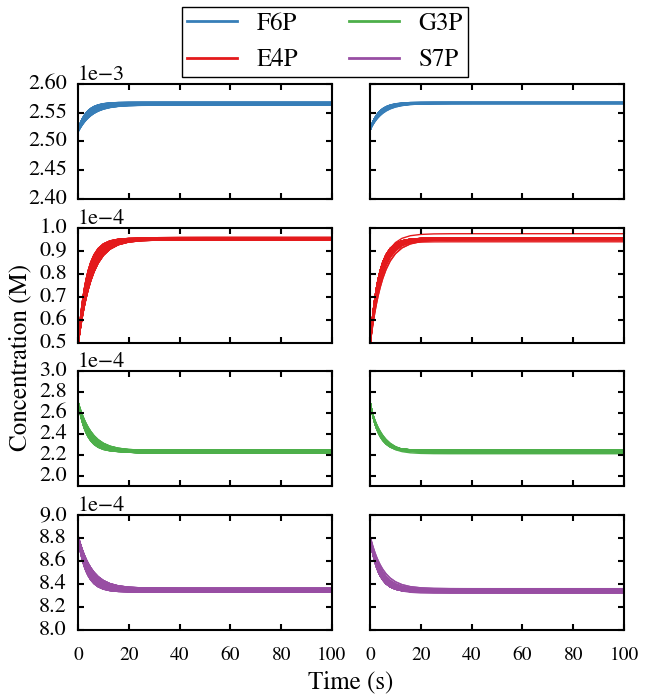 F6P G3P
E4P S7P
1e−3
2.60
2.55
2.50
2.45
2.40
1e−4
1.0
0.9
0.8
0.7
0.6
0.5
1e−4
3.0
2.8
2.6
2.4
2.2
2.0
1e−4
9.0
8.8
8.6
8.4
8.2
8.0
0 20 40 60 80 100 0 20 40 60 80 100
Concentration (M)
Time (s)